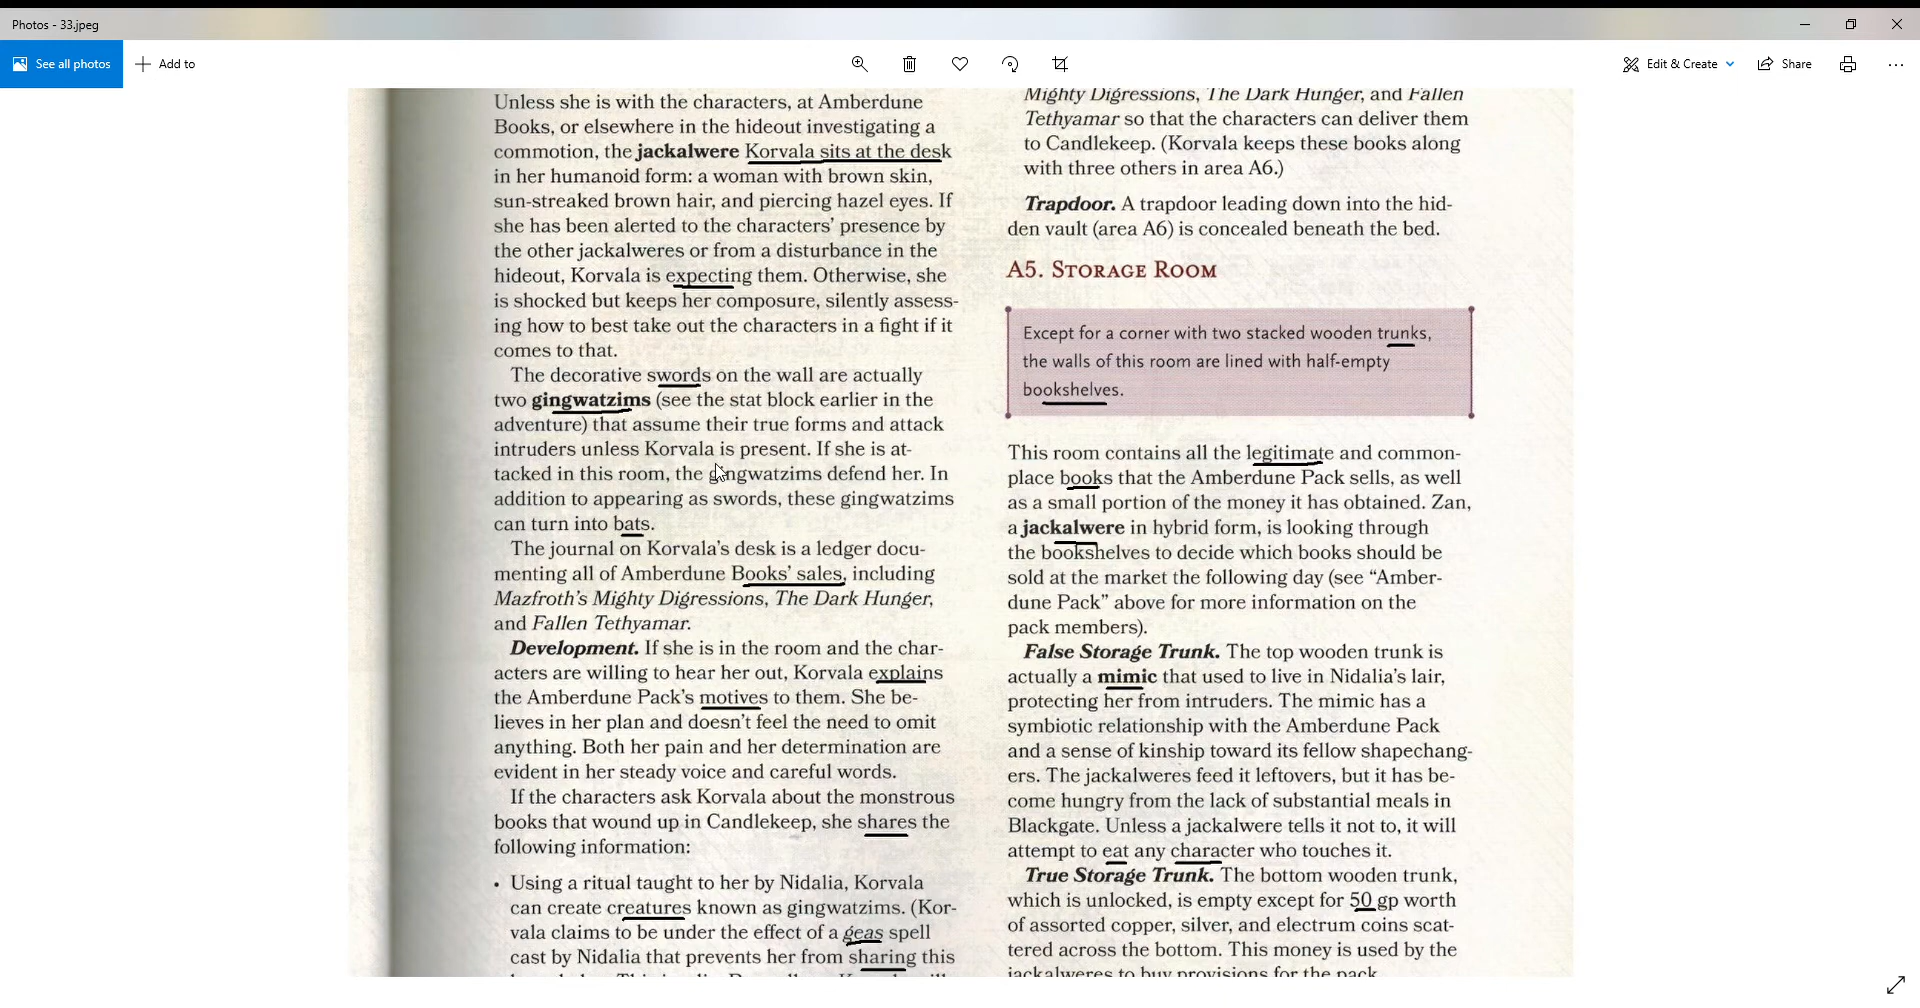 Photos - 33.jpeg
See all photos
Add to
Edit & Create
Share
Unless she is with the characters, at Amberdune
Books, or elsewhere in the hideout investigating a
commotion, the jackalwere Korvala sits at the desk
in her humanoid form: a woman with brown skin,
sun-streaked brown hair, and piercing hazel eyes. If
she has been alerted to the characters' presence by
the other jackalweres or from a disturbance in the
hideout, Korvala is expecting them. Otherwise, she
is shocked but keeps her composure, silently assess-
ing how to best take out the characters in a fight if it
comes to that.
The decorative swords on the wall are actually
two gingwatzims (see the stat block earlier in the
adventure) that assume their true forms and attack
intruders unless Korvala is present. If she is at-
tacked in this room, the gingwatzims defend her. In
addition to appearing as swords, these gingwatzims
can turn into bats.
The journal on Korvala's desk is a ledger docu-
menting all of Amberdune Books' sales, including
Mazfroth's Mighty Digressions, The Dark Hunger,
and Fallen Tethyamar.
Development. If she is in the room and the char-
acters are willing to hear her out, Korvala explains
the Amberdune Pack's motives to them. She be-
lieves in her plan and doesn't feel the need to omit
anything. Both her pain and her determination are
evident in her steady voice and careful words.
If the characters ask Korvala about the monstrous
books that wound up in Candlekeep, she shares the
following information:
• Using a ritual taught to her by Nidalia, Korvala
can create creatures known as gingwatzims. (Kor-
vala claims to be under the effect of a geas spell
cast by Nidalia that prevents her from sharing this
Mighty Digressions, The Dark Hunger, and Fallen
Tethyamar so that the characters can deliver them
to Candlekeep. (Korvala keeps these books along
with three others in area A6.)
Trapdoor. A trapdoor leading down into the hid-
den vault (area A6) is concealed beneath the bed.
A5. STORAGE ROOM
Except for a corner with two stacked wooden trunks,
the walls of this room are lined with half-empty
bookshelves.
This room contains all the legitimate and common-
place books that the Amberdune Pack sells, as well
as a small portion of the money it has obtained. Zan,
a jackalwere in hybrid form, is looking through
the bookshelves to decide which books should be
sold at the market the following day (see "Amber-
dune Pack" above for more information on the
pack members).
False Storage Trunk. The top wooden trunk is
actually a mimic that used to live in Nidalia's lair,
protecting her from intruders. The mimic has a
symbiotic relationship with the Amberdune Pack
and a sense of kinship toward its fellow shapechang-
ers. The jackalweres feed it leftovers, but it has be-
come hungry from the lack of substantial meals in
Blackgate. Unless a jackalwere tells it not to, it will
attempt to eat any character who touches it.
True Storage Trunk. The bottom wooden trunk,
which is unlocked, is empty except for 50 gp worth
of assorted copper, silver, and electrum coins scat-
tered across the bottom. This money is used by the
jackalweres to buy provisions for the pack.